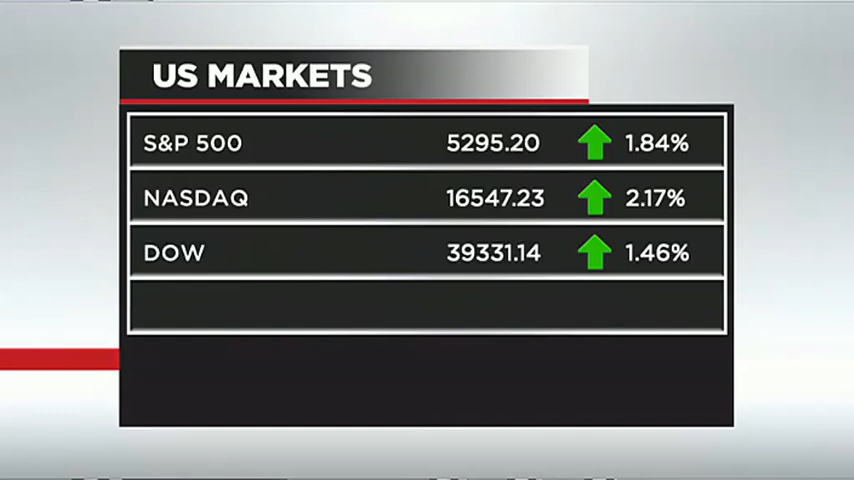 US MARKETS
S&P 500 5295.20 1.84%
NASDAQ 16547.23 2.17%
DOW 39331.14 1.46%